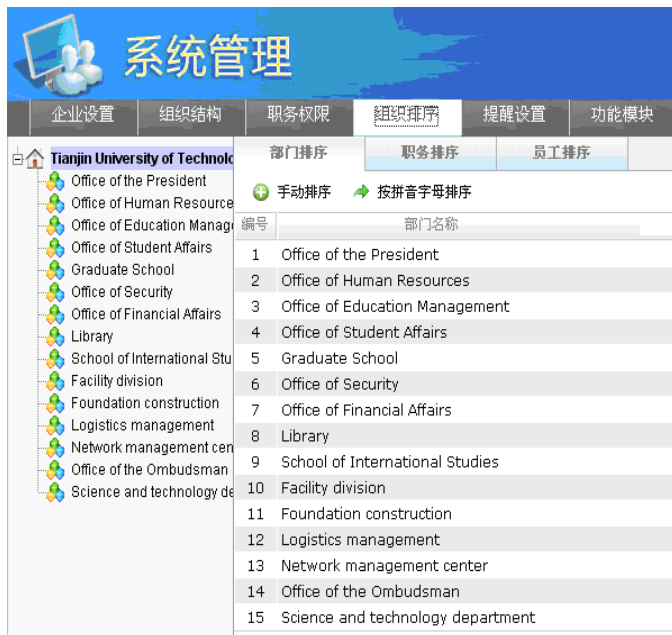 系统管理
企业设置 组织结构 职务权限 组织排序 提醒设置 功能模块
Tianjin University of Technolo
Office of the President
Office of Human Resource
Office of Education Manag
Office of Student Affairs
Graduate School
Office of Security
Office of Financial Affairs
Library
School of International Stu
Facility division
Foundation construction
Logistics management
Network management cen
Office of the Ombudsman
Science and technology de
部门排序 职务排序 员工排序
手动排序 按拼音字母排序
编号 部门名称
1 Office of the President
2 Office of Human Resources
3 Office of Education Management
4 Office of Student Affairs
5 Graduate School
6 Office of Security
7 Office of Financial Affairs
8 Library
9 School of International Studies
10 Facility division
11 Foundation construction
12 Logistics management
13 Network management center
14 Office of the Ombudsman
15 Science and technology department